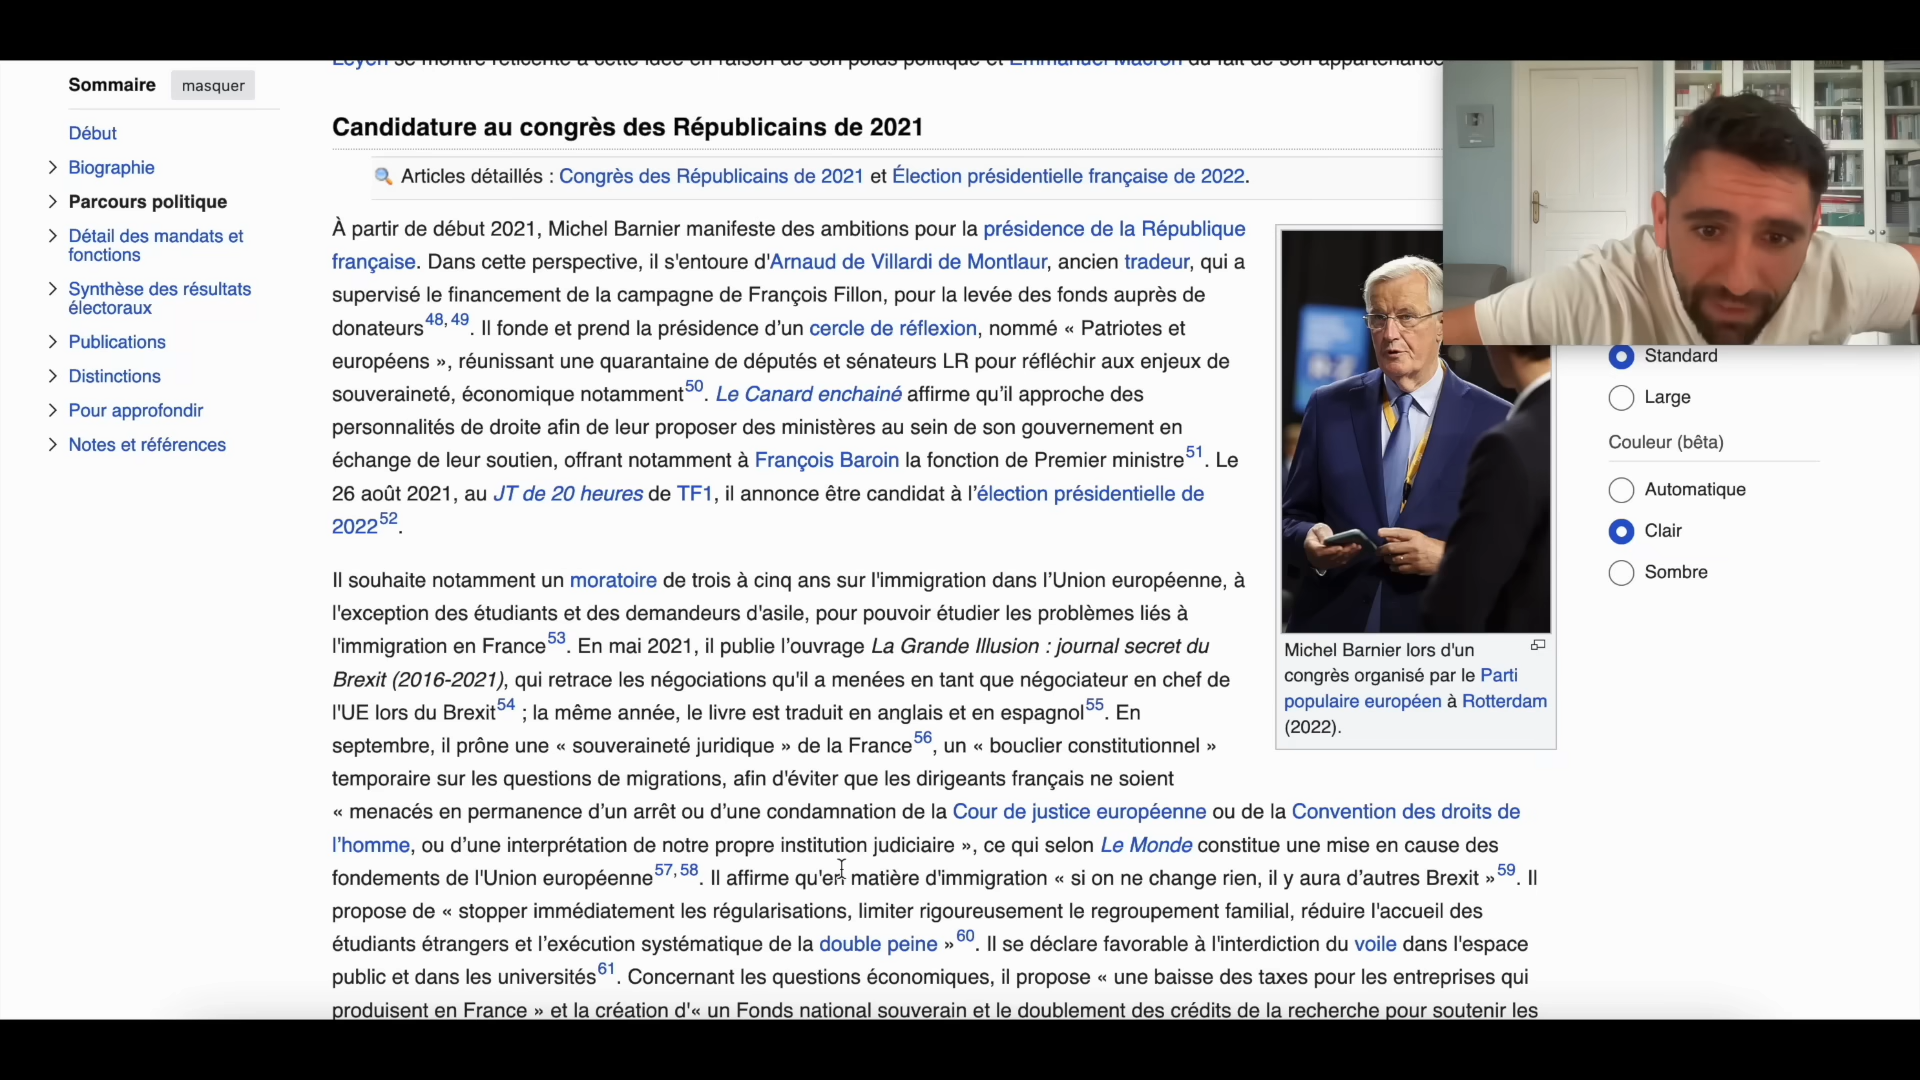 Leyen se montre réticente à cette idée en raison de son poids politique et Emmanuel Macron du fait de son appartenance
Sommaire masquer
Début
Biographie
Parcours politique
Détail des mandats et
fonctions
Synthèse des résultats
électoraux
Publications
Distinctions
Pour approfondir
Notes et références
Candidature au congrès des Républicains de 2021
Articles détaillés : Congrès des Républicains de 2021 et Élection présidentielle française de 2022.
À partir de début 2021, Michel Barnier manifeste des ambitions pour la présidence de la République
française. Dans cette perspective, il s'entoure d'Arnaud de Villardi de Montlaur, ancien tradeur, qui a
supervisé le financement de la campagne de François Fillon, pour la levée des fonds auprès de
donateurs48, 49. Il fonde et prend la présidence d’un cercle de réflexion, nommé « Patriotes et
européens », réunissant une quarantaine de députés et sénateurs LR pour réfléchir aux enjeux de
souveraineté, économique notamment50. Le Canard enchainé affirme qu’il approche des
personnalités de droite afin de leur proposer des ministères au sein de son gouvernement en
échange de leur soutien, offrant notamment à François Baroin la fonction de Premier ministre51. Le
26 août 2021, au JT de 20 heures de TF1, il annonce être candidat à l’élection présidentielle de
202252.
Il souhaite notamment un moratoire de trois à cinq ans sur l'immigration dans l’Union européenne, à
l'exception des étudiants et des demandeurs d'asile, pour pouvoir étudier les problèmes liés à
l'immigration en France53. En mai 2021, il publie l’ouvrage La Grande Illusion : journal secret du
Brexit (2016-2021), qui retrace les négociations qu'il a menées en tant que négociateur en chef de
l'UE lors du Brexit54 ; la même année, le livre est traduit en anglais et en espagnol55. En
septembre, il prône une « souveraineté juridique » de la France56, un « bouclier constitutionnel »
temporaire sur les questions de migrations, afin d'éviter que les dirigeants français ne soient
« menacés en permanence d’un arrêt ou d’une condamnation de la Cour de justice européenne ou de la Convention des droits de
l’homme, ou d’une interprétation de notre propre institution judiciaire », ce qui selon Le Monde constitue une mise en cause des
fondements de l'Union européenne57, 58. Il affirme qu'en matière d'immigration « si on ne change rien, il y aura d’autres Brexit »59. Il
propose de « stopper immédiatement les régularisations, limiter rigoureusement le regroupement familial, réduire l'accueil des
étudiants étrangers et l’exécution systématique de la double peine »60. Il se déclare favorable à l'interdiction du voile dans l'espace
public et dans les universités61. Concernant les questions économiques, il propose « une baisse des taxes pour les entreprises qui
produisent en France » et la création d'« un Fonds national souverain et le doublement des crédits de la recherche pour soutenir les
Michel Barnier lors d'un
congrès organisé par le Parti
populaire européen à Rotterdam
(2022).
Standard
Large
Couleur (bêta)
Automatique
Clair
Sombre